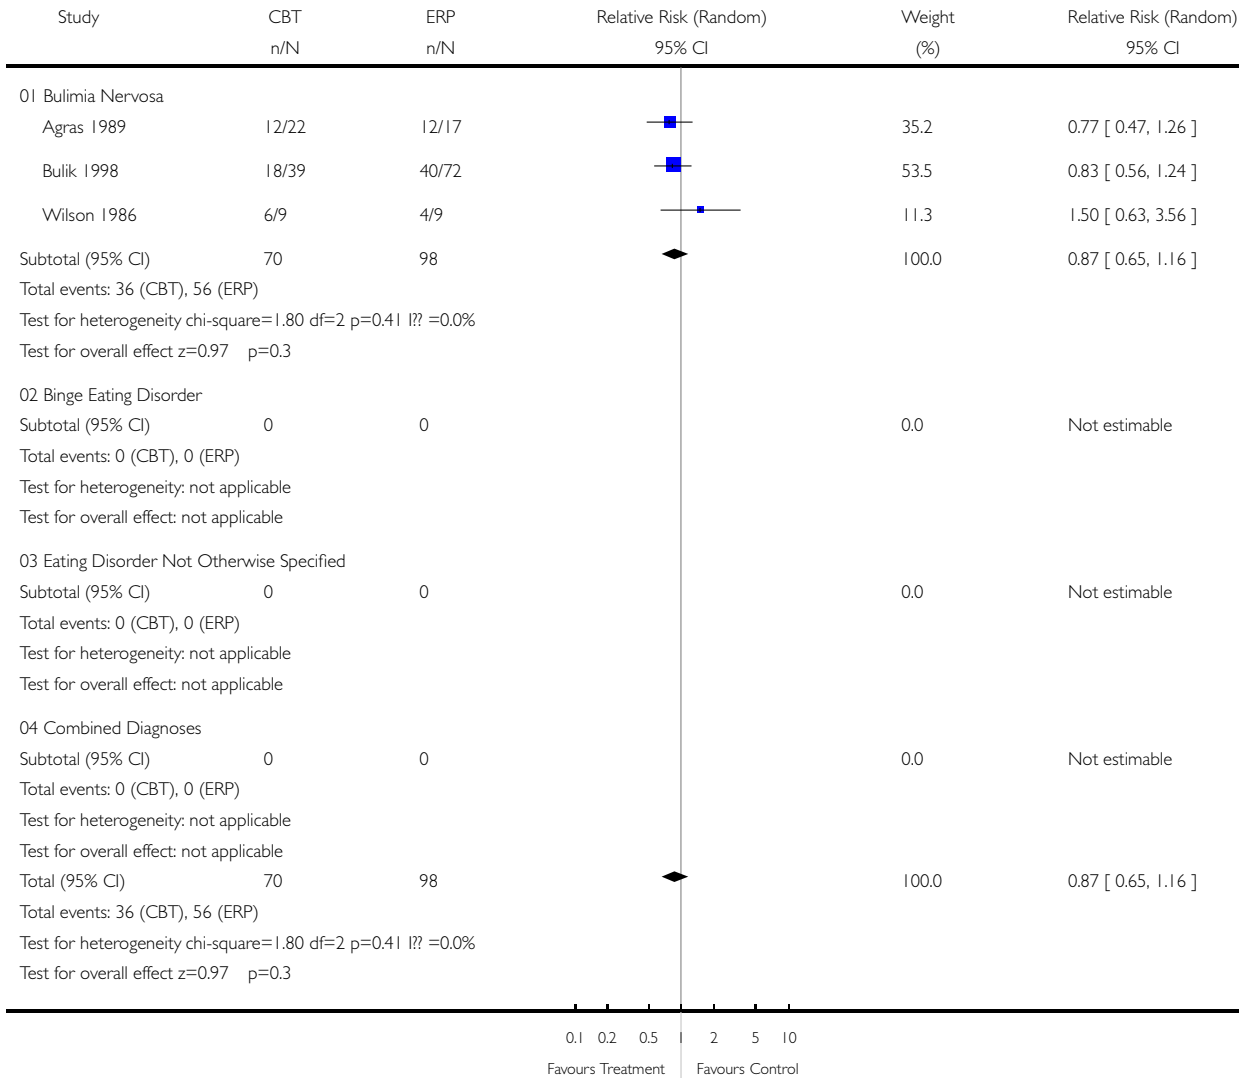 Study CBT ERP Relative Risk (Random) Weight Relative Risk (Random)
n/N n/N 95% CI (%) 95% CI
01 Bulimia Nervosa
Agras 1989 12/22 12/17 35.2 0.77 [ 0.47, 1.26 ]
Bulik 1998 18/39 40/72 53.5 0.83 [ 0.56, 1.24 ]
Wilson 1986 6/9 4/9 11.3 1.50 [ 0.63, 3.56 ]
Subtotal (95% CI) 70 98 100.0 0.87 [ 0.65, 1.16 ]
Total events: 36 (CBT), 56 (ERP)
Test for heterogeneity chi-square=1.80 df=2 p=0.41 I?? =0.0%
Test for overall effect z=0.97 p=0.3
02 Binge Eating Disorder
Subtotal (95% CI) 0 0 0.0 Not estimable
Total events: 0 (CBT), 0 (ERP)
Test for heterogeneity: not applicable
Test for overall effect: not applicable
03 Eating Disorder Not Otherwise Specified
Subtotal (95% CI) 0 0 0.0 Not estimable
Total events: 0 (CBT), 0 (ERP)
Test for heterogeneity: not applicable
Test for overall effect: not applicable
04 Combined Diagnoses
Subtotal (95% CI) 0 0 0.0 Not estimable
Total events: 0 (CBT), 0 (ERP)
Test for heterogeneity: not applicable
Test for overall effect: not applicable
Total (95% CI) 70 98 100.0 0.87 [ 0.65, 1.16 ]
Total events: 36 (CBT), 56 (ERP)
Test for heterogeneity chi-square=1.80 df=2 p=0.41 I?? =0.0%
Test for overall effect z=0.97 p=0.3
0.1 0.2 0.5 1 2 5 10
Favours Treatment Favours Control